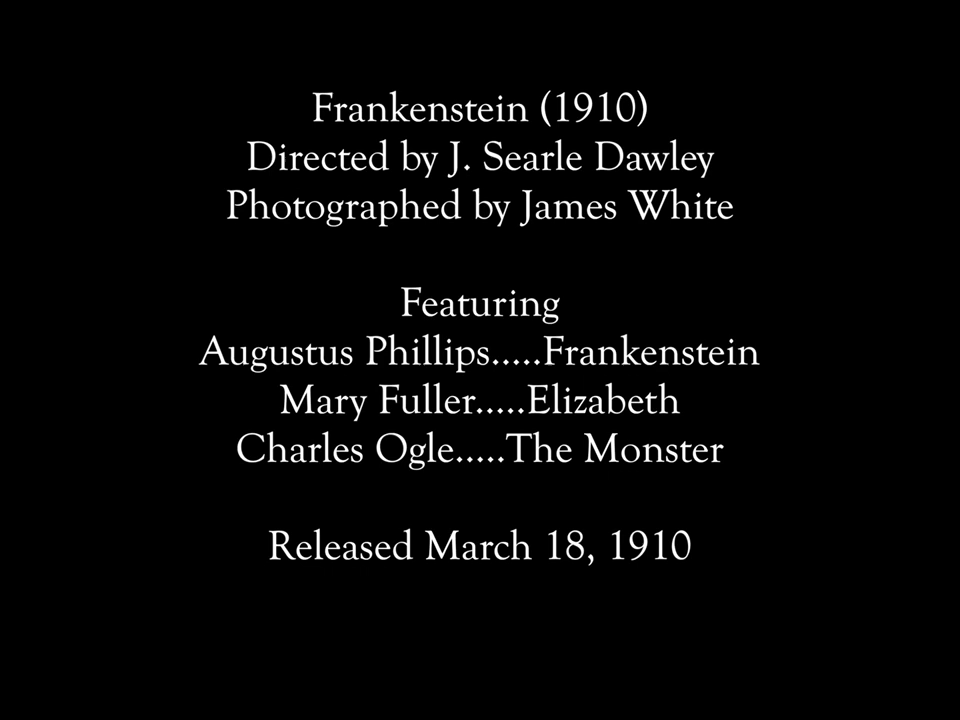 Frankenstein (1910)
Directed by J. Searle Dawley
Photographed by James White
Featuring
Augustus Phillips.....Frankenstein
Mary Fuller.....Elizabeth
Charles Ogle.....The Monster
Released March 18, 1910